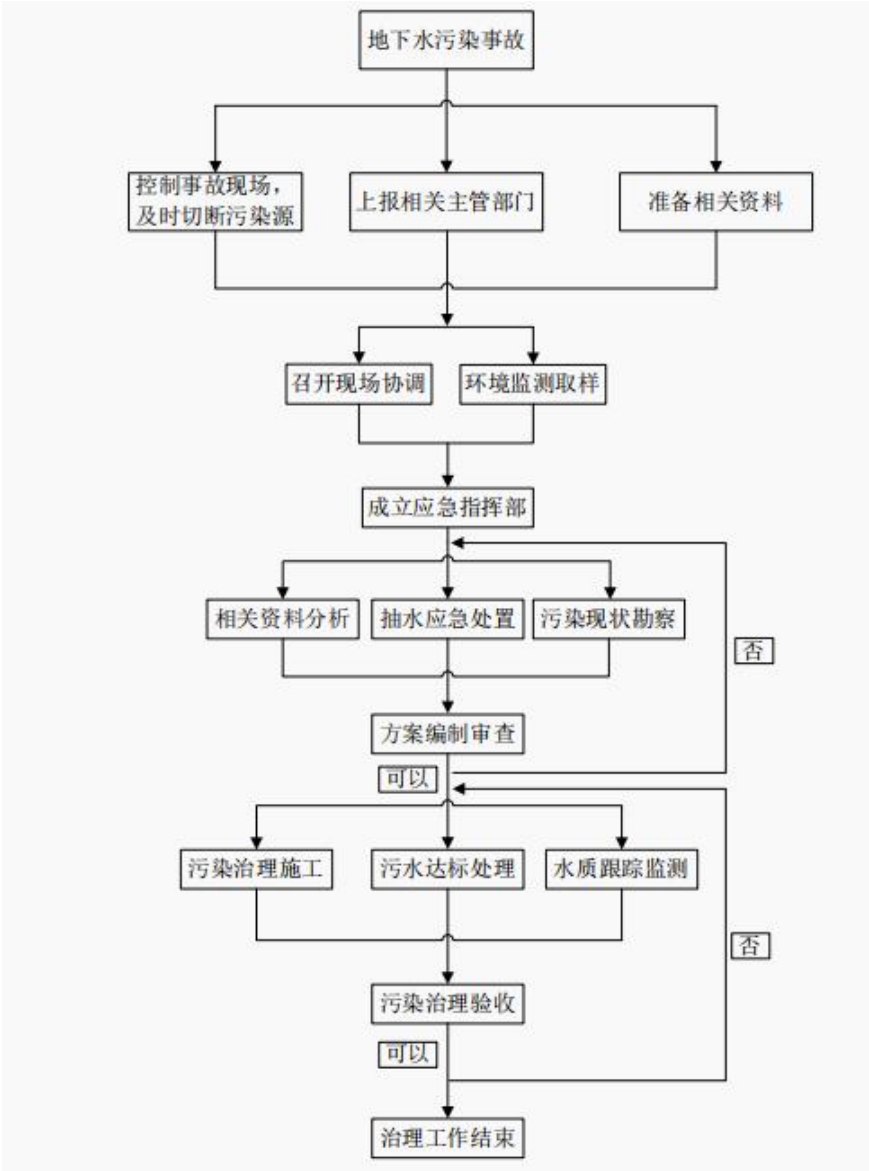 地下水污染事故
控制事故现场，
及时切断污染源
上报相关主管部门
准备相关资料
召开现场协调
环境监测取样
成立应急指挥部
相关资料分析
抽水应急处置
污染现状勘察
否
方案编制审查
可以
污染治理施工
污水达标处理
水质跟踪监测
否
污染治理验收
可以
治理工作结束